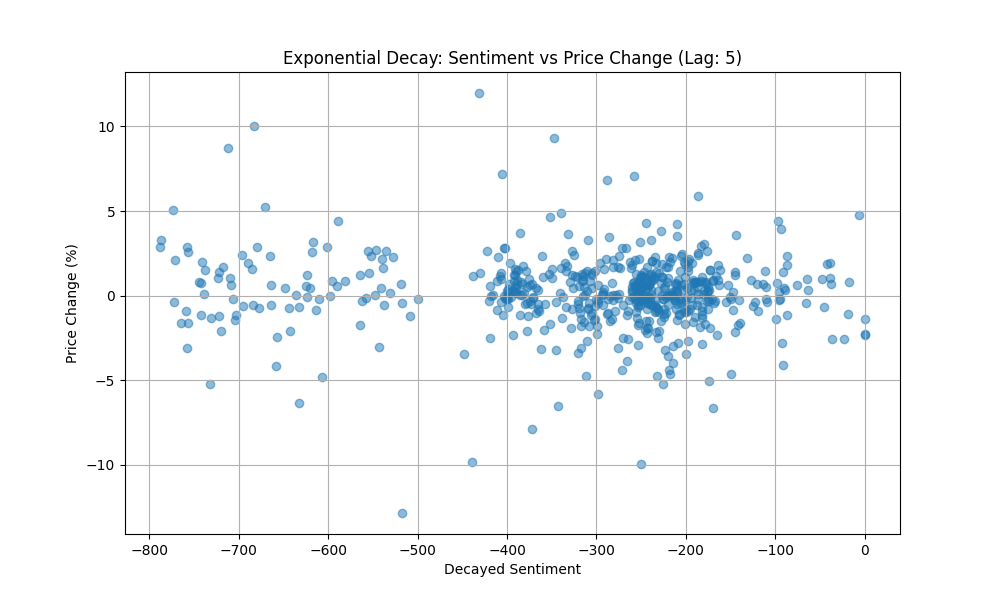 Exponential Decay: Sentiment vs Price Change (Lag: 5)
Price Change (%)
10
5
0
−5
−10
−800 −700 −600 −500 −400 −300 −200 −100 0
Decayed Sentiment